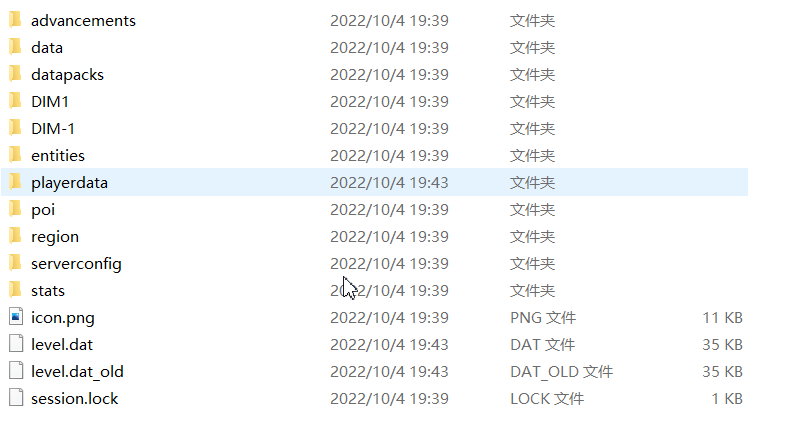 advancements 2022/10/4 19:39 文件夹
data 2022/10/4 19:39 文件夹
datapacks 2022/10/4 19:39 文件夹
DIM1 2022/10/4 19:39 文件夹
DIM-1 2022/10/4 19:39 文件夹
entities 2022/10/4 19:39 文件夹
playerdata 2022/10/4 19:43 文件夹
poi 2022/10/4 19:39 文件夹
region 2022/10/4 19:39 文件夹
serverconfig 2022/10/4 19:39 文件夹
stats 2022/10/4 19:39 文件夹
icon.png 2022/10/4 19:39 PNG 文件 11 KB
level.dat 2022/10/4 19:43 DAT 文件 35 KB
level.dat_old 2022/10/4 19:43 DAT_OLD 文件 35 KB
session.lock 2022/10/4 19:39 LOCK 文件 1 KB